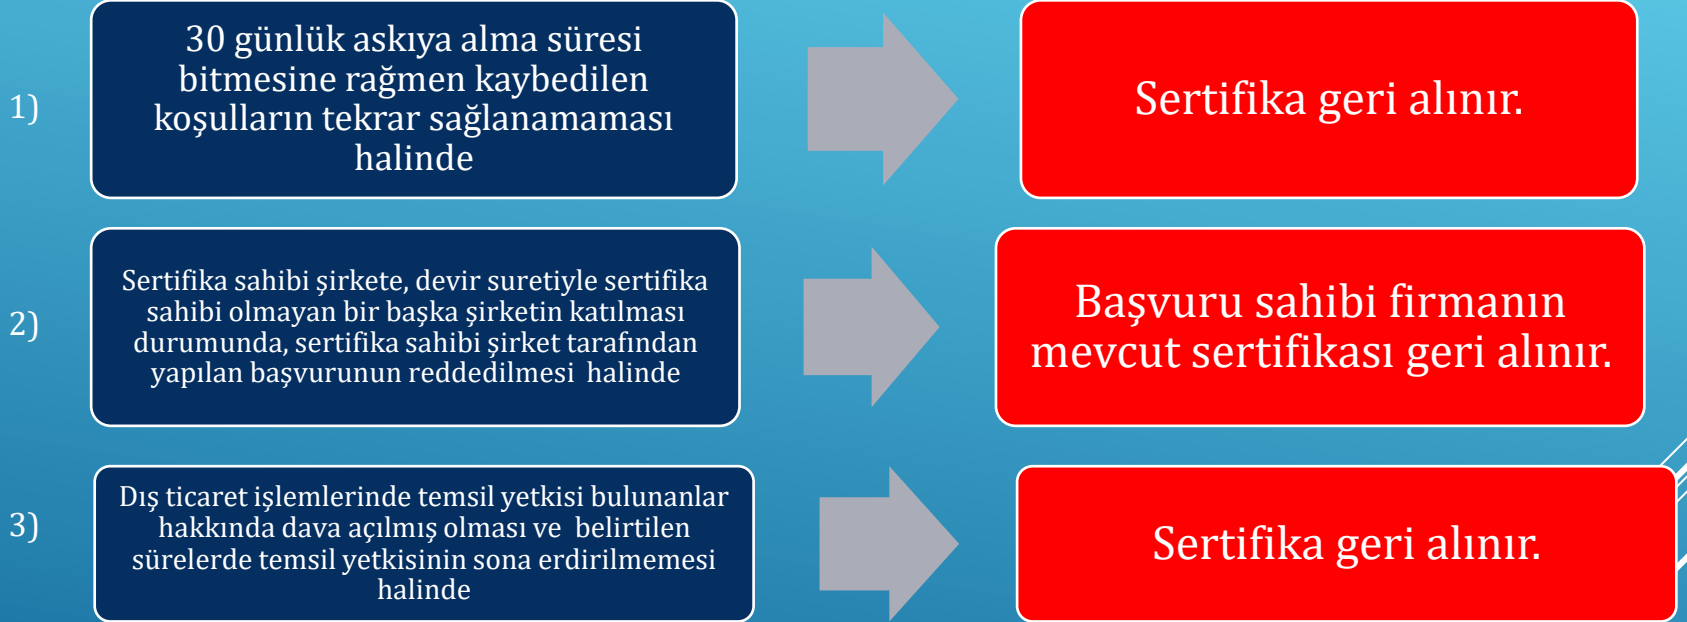 1)
30 günlük askıya alma süresi
bitmesine rağmen kaybedilen
koşulların tekrar sağlanamaması
halinde
Sertifika geri alınır.
2)
Sertifika sahibi şirkete, devir suretiyle sertifika
sahibi olmayan bir başka şirketin katılması
durumunda, sertifika sahibi şirket tarafından
yapılan başvurunun reddedilmesi  halinde
Başvuru sahibi firmanın
mevcut sertifikası geri alınır.
3)
Dış ticaret işlemlerinde temsil yetkisi bulunanlar
hakkında dava açılmış olması ve  belirtilen
sürelerde temsil yetkisinin sona erdirilmemesi
halinde
Sertifika geri alınır.